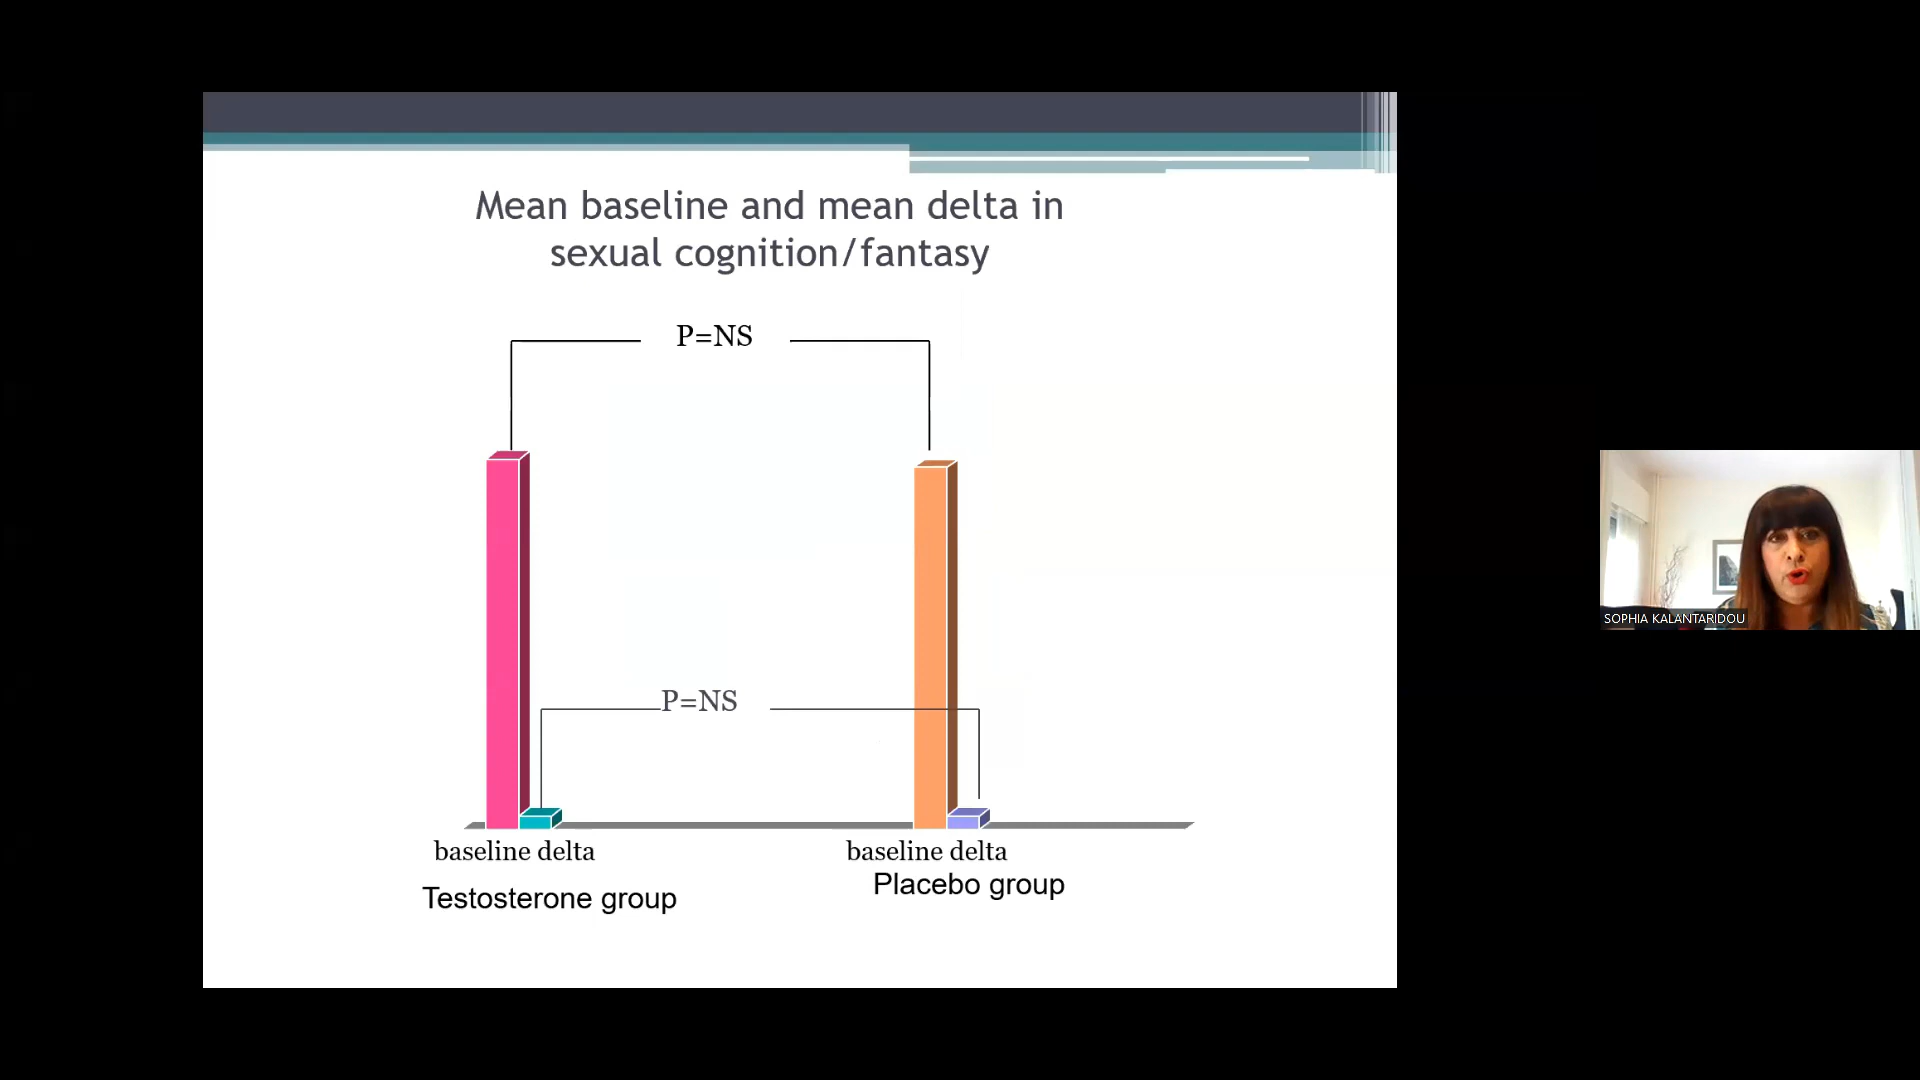 Mean baseline and mean delta in
sexual cognition/fantasy
P=NS
P=NS
baseline delta
baseline delta
Testosterone group
Placebo group
SOPHIA KALANTARIDOU